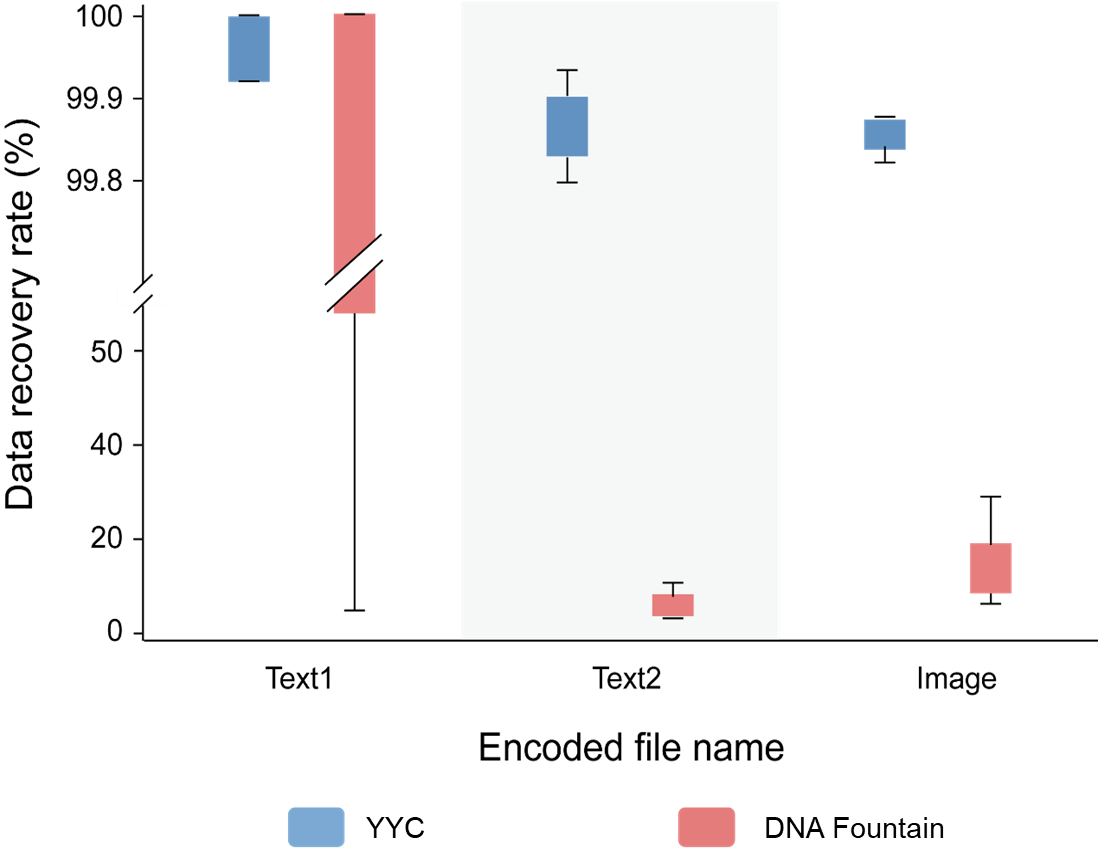 Data recovery rate (%)
100
99.9
99.8
50
40
20
0
Text1
Text2
Image
Encoded file name
YYC
DNA Fountain